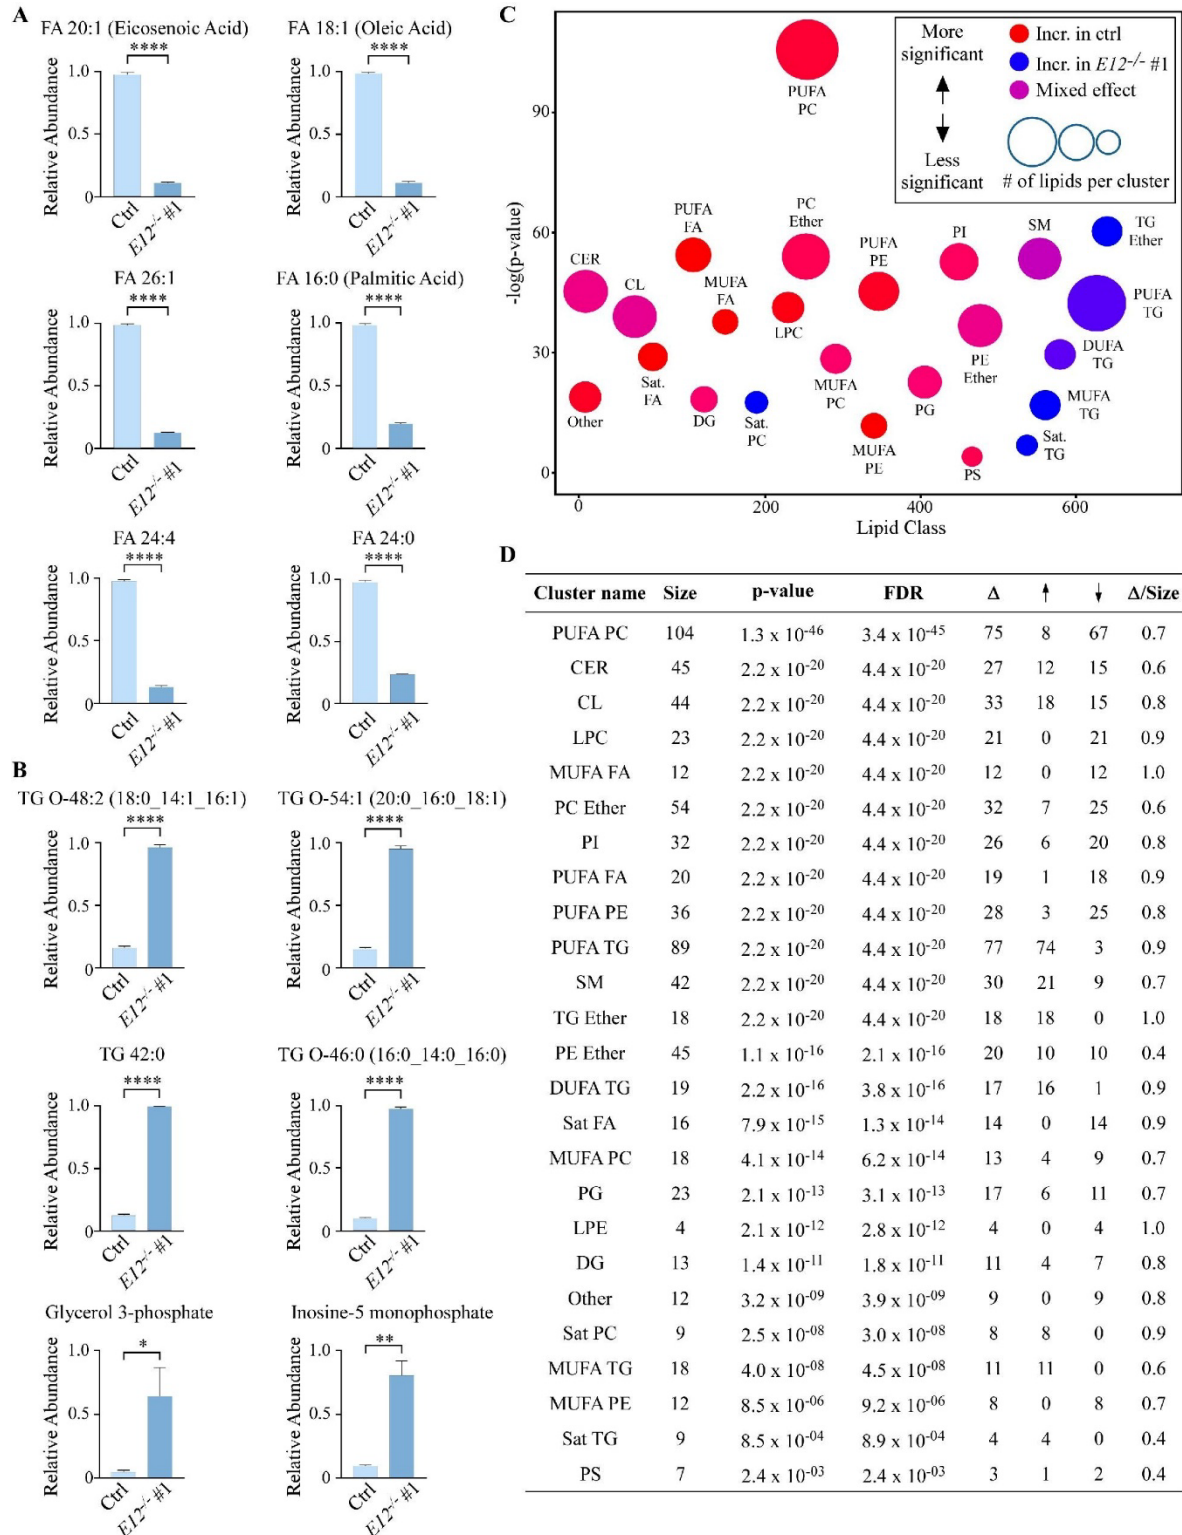 A
FA 20:1 (Eicosenoic Acid)
****
Relative Abundance
1.0
0.5
0
Ctrl
E12-/- #1
FA 18:1 (Oleic Acid)
****
Relative Abundance
1.0
0.5
0
Ctrl
E12-/- #1
FA 26:1
****
Relative Abundance
1.0
0.5
0
Ctrl
E12-/- #1
FA 16:0 (Palmitic Acid)
****
Relative Abundance
1.0
0.5
0
Ctrl
E12-/- #1
FA 24:4
****
Relative Abundance
1.0
0.5
0
Ctrl
E12-/- #1
FA 24:0
****
Relative Abundance
1.0
0.5
0
Ctrl
E12-/- #1
B
TG O-48:2 (18:0_14:1_16:1)
****
Relative Abundance
1.0
0.5
0
Ctrl
E12-/- #1
TG O-54:1 (20:0_16:0_18:1)
****
Relative Abundance
1.0
0.5
0
Ctrl
E12-/- #1
TG 42:0
****
Relative Abundance
1.0
0.5
0
Ctrl
E12-/- #1
TG O-46:0 (16:0_14:0_16:0)
****
Relative Abundance
1.0
0.5
0
Ctrl
E12-/- #1
Glycerol 3-phosphate
*
Relative Abundance
1.0
0.5
0
Ctrl
E12-/- #1
Inosine-5 monophosphate
**
Relative Abundance
1.0
0.5
0
Ctrl
E12-/- #1
C
More
significant
Less
significant
Incr. in ctrl
Incr. in E12-/- #1
Mixed effect
# of lipids per cluster
-log(p-value)
90
60
30
0
PUFA
PC
PUFA
FA
PC
Ether
PUFA
PE
PI
SM
TG
Ether
CER
CL
MUFA
FA
LPC
PUFA
TG
Sat.
FA
MUFA
PC
PE
Ether
DUFA
TG
Other
DG
Sat.
PC
PG
MUFA
TG
MUFA
PE
PS
Sat.
TG
0
200
400
600
Lipid Class
D
Cluster name Size p-value FDR Δ ↑ ↓ Δ/Size
PUFA PC 104 1.3 x 10-46 3.4 x 10-45 75 8 67 0.7
CER 45 2.2 x 10-20 4.4 x 10-20 27 12 15 0.6
CL 44 2.2 x 10-20 4.4 x 10-20 33 18 15 0.8
LPC 23 2.2 x 10-20 4.4 x 10-20 21 0 21 0.9
MUFA FA 12 2.2 x 10-20 4.4 x 10-20 12 0 12 1.0
PC Ether 54 2.2 x 10-20 4.4 x 10-20 32 7 25 0.6
PI 32 2.2 x 10-20 4.4 x 10-20 26 6 20 0.8
PUFA FA 20 2.2 x 10-20 4.4 x 10-20 19 1 18 0.9
PUFA PE 36 2.2 x 10-20 4.4 x 10-20 28 3 25 0.8
PUFA TG 89 2.2 x 10-20 4.4 x 10-20 77 74 3 0.9
SM 42 2.2 x 10-20 4.4 x 10-20 30 21 9 0.7
TG Ether 18 2.2 x 10-20 4.4 x 10-20 18 18 0 1.0
PE Ether 45 1.1 x 10-16 2.1 x 10-16 20 10 10 0.4
DUFA TG 19 2.2 x 10-16 3.8 x 10-16 17 16 1 0.9
Sat FA 16 7.9 x 10-15 1.3 x 10-14 14 0 14 0.9
MUFA PC 18 4.1 x 10-14 6.2 x 10-14 13 4 9 0.7
PG 23 2.1 x 10-13 3.1 x 10-13 17 6 11 0.7
LPE 4 2.1 x 10-12 2.8 x 10-12 4 0 4 1.0
DG 13 1.4 x 10-11 1.8 x 10-11 11 4 7 0.8
Other 12 3.2 x 10-09 3.9 x 10-09 9 0 9 0.8
Sat PC 9 2.5 x 10-08 3.0 x 10-08 8 8 0 0.9
MUFA TG 18 4.0 x 10-08 4.5 x 10-08 11 11 0 0.6
MUFA PE 12 8.5 x 10-06 9.2 x 10-06 8 0 8 0.7
Sat TG 9 8.5 x 10-04 8.9 x 10-04 4 4 0 0.4
PS 7 2.4 x 10-03 2.4 x 10-03 3 1 2 0.4